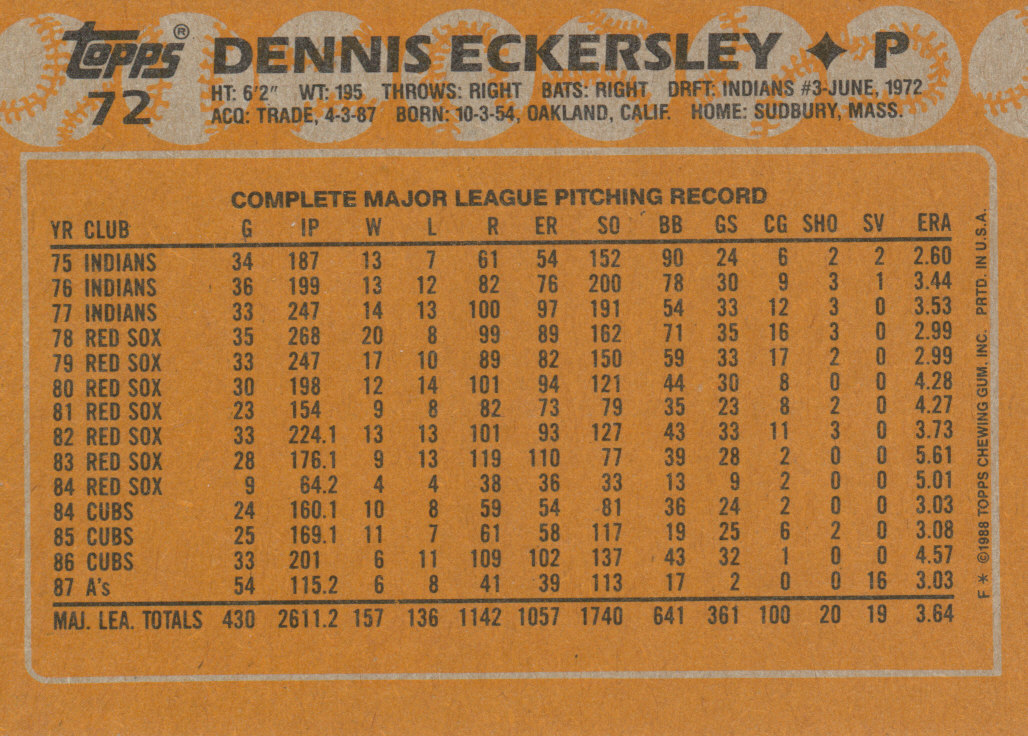 Topps® DENNIS ECKERSLEY ✦ P
72
HT: 6'2" WT: 195 THROWS: RIGHT BATS: RIGHT DRFT: INDIANS #3-JUNE, 1972
ACQ: TRADE, 4-3-87 BORN: 10-3-54, OAKLAND, CALIF. HOME: SUDBURY, MASS.
COMPLETE MAJOR LEAGUE PITCHING RECORD
YR CLUB G IP W L R ER SO BB GS CG SHO SV ERA
75 INDIANS 34 187 13 7 61 54 152 90 24 6 2 2 2.60
76 INDIANS 36 199 13 12 82 76 200 78 30 9 3 1 3.44
77 INDIANS 33 247 14 13 100 97 191 54 33 12 3 0 3.53
78 RED SOX 35 268 20 8 99 89 162 71 35 16 3 0 2.99
79 RED SOX 33 247 17 10 89 82 150 59 33 17 2 0 2.99
80 RED SOX 30 198 12 14 101 94 121 44 30 8 0 0 4.28
81 RED SOX 23 154 9 8 82 73 79 35 23 8 2 0 4.27
82 RED SOX 33 224.1 13 13 101 93 127 43 33 11 3 0 3.73
83 RED SOX 28 176.1 9 13 119 110 77 39 28 2 0 0 5.61
84 RED SOX 9 64.2 4 4 38 36 33 13 9 2 0 0 5.01
84 CUBS 24 160.1 10 8 59 54 81 36 24 2 0 0 3.03
85 CUBS 25 169.1 11 7 61 58 117 19 25 6 2 0 3.08
86 CUBS 33 201 6 11 109 102 137 43 32 1 0 0 4.57
87 A's 54 115.2 6 8 41 39 113 17 2 0 0 16 3.03
MAJ. LEA. TOTALS 430 2611.2 157 136 1142 1057 1740 641 361 100 20 19 3.64
F * ©1988 TOPPS CHEWING GUM, INC. PRTD. IN U.S.A.